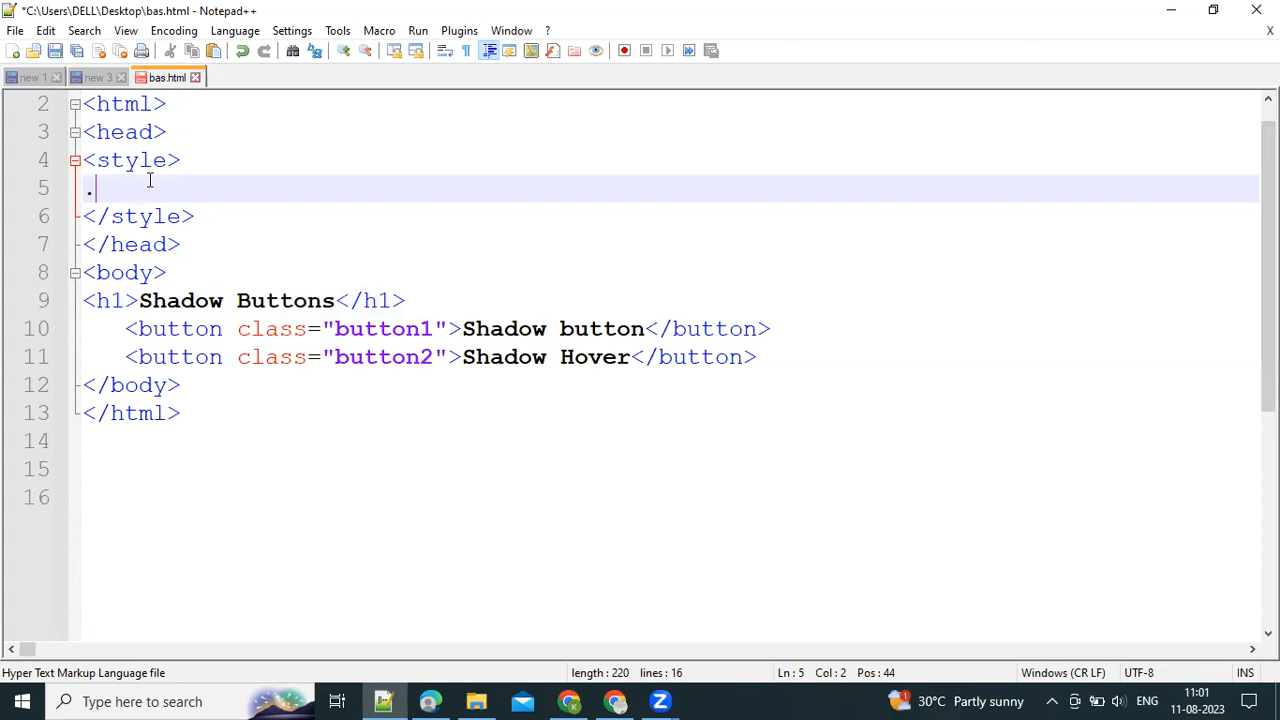 *C:\Users\DELL\Desktop\bas.html - Notepad++
File Edit Search View Encoding Language Settings Tools Macro Run Plugins Window ? X
new 1 new 3 bas.html
2 <html>
3 <head>
4 <style>
5 .
6 </style>
7 </head>
8 <body>
9 <h1>Shadow Buttons</h1>
10 <button class="button1">Shadow button</button>
11 <button class="button2">Shadow Hover</button>
12 </body>
13 </html>
14
15
16
Hyper Text Markup Language file length : 220 lines : 16 Ln : 5 Col : 2 Pos : 44 Windows (CR LF) UTF-8 INS
Type here to search 30°C Partly sunny ENG 11:01
11-08-2023